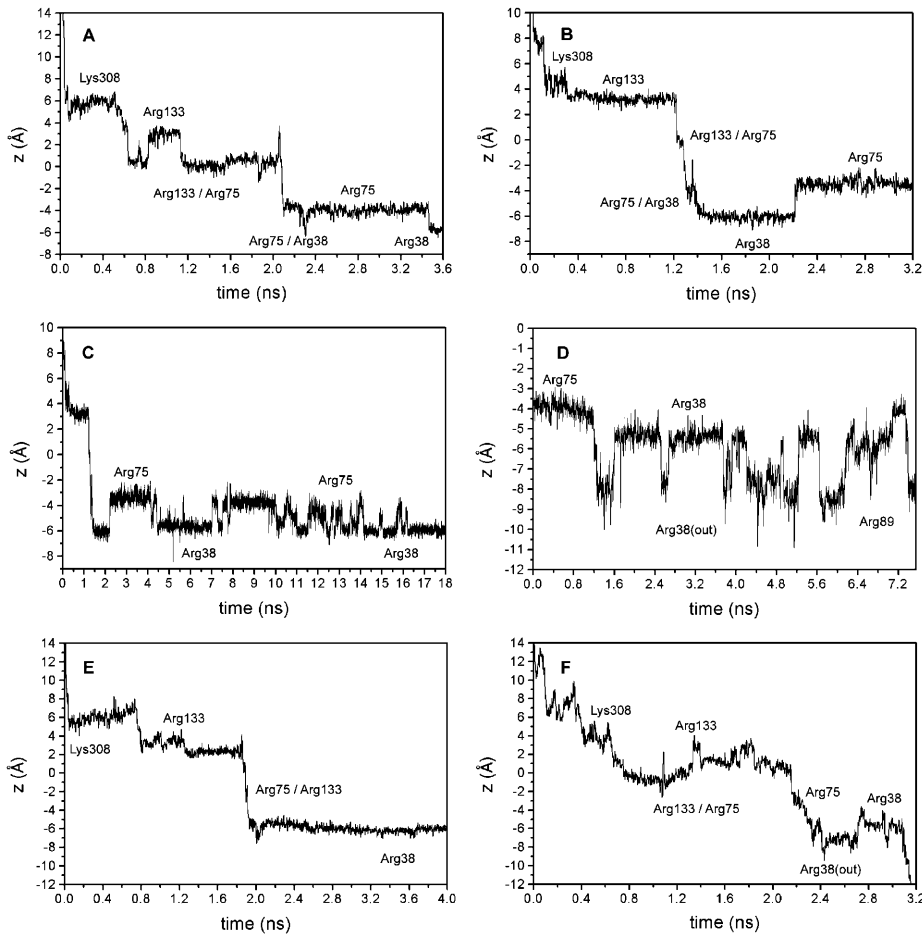 A
Lys308
Arg133
Arg133 / Arg75
Arg75
Arg75 / Arg38
Arg38
14
12
10
8
6
4
2
0
-2
-4
-6
-8
z (Å)
0.0 0.4 0.8 1.2 1.6 2.0 2.4 2.8 3.2 3.6
time (ns)
B
Lys308
Arg133
Arg133 / Arg75
Arg75
Arg75 / Arg38
Arg38
10
8
6
4
2
0
-2
-4
-6
-8
z (Å)
0.0 0.4 0.8 1.2 1.6 2.0 2.4 2.8 3.2
time (ns)
C
Arg75
Arg75
Arg38
Arg38
10
8
6
4
2
0
-2
-4
-6
-8
z (Å)
0 1 2 3 4 5 6 7 8 9 10 11 12 13 14 15 16 17 18
time (ns)
D
Arg75
Arg38
Arg38(out)
Arg89
0
-1
-2
-3
-4
-5
-6
-7
-8
-9
-10
-11
-12
z (Å)
0.0 0.8 1.6 2.4 3.2 4.0 4.8 5.6 6.4 7.2
time (ns)
E
Lys308
Arg133
Arg75 / Arg133
Arg38
14
12
10
8
6
4
2
0
-2
-4
-6
-8
-10
-12
z (Å)
0.0 0.4 0.8 1.2 1.6 2.0 2.4 2.8 3.2 3.6 4.0
time (ns)
F
Lys308
Arg133
Arg133 / Arg75
Arg75
Arg38
Arg38(out)
14
12
10
8
6
4
2
0
-2
-4
-6
-8
-10
-12
z (Å)
0.0 0.4 0.8 1.2 1.6 2.0 2.4 2.8 3.2
time (ns)